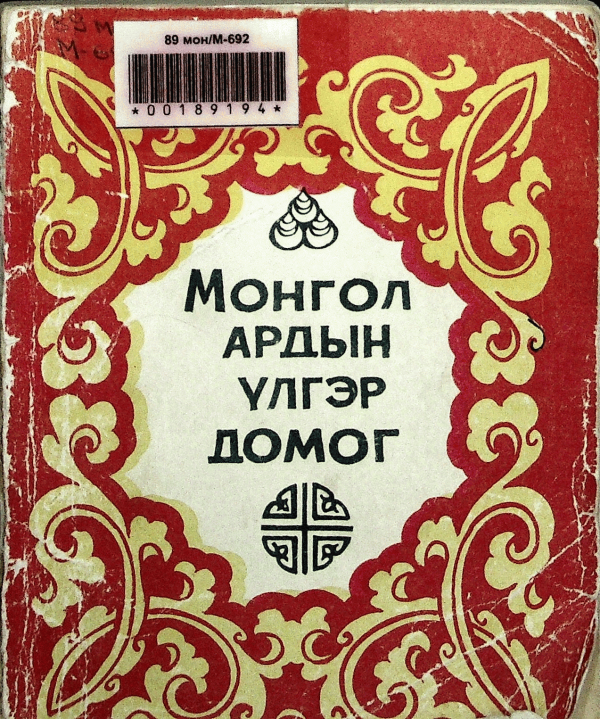 89 мон/М-692
*00189194*
МОНГОЛ
АРДЫН
ҮЛГЭР
ДОМОГ